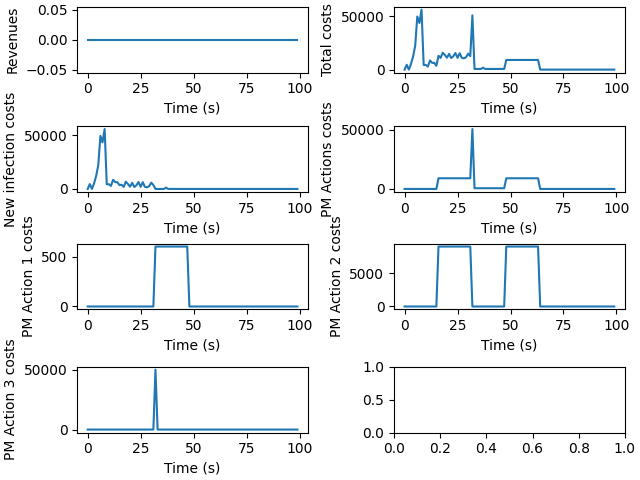 Revenues
0.05
0.00
−0.05
0 25 50 75 100
Time (s)
Total costs
50000
0
0 25 50 75 100
Time (s)
New infection costs
50000
0
0 25 50 75 100
Time (s)
PM Actions costs
50000
0
0 25 50 75 100
Time (s)
PM Action 1 costs
500
0
0 25 50 75 100
Time (s)
PM Action 2 costs
5000
0
0 25 50 75 100
Time (s)
PM Action 3 costs
50000
0
0 25 50 75 100
Time (s)
1.0
0.5
0.0
0.0 0.2 0.4 0.6 0.8 1.0